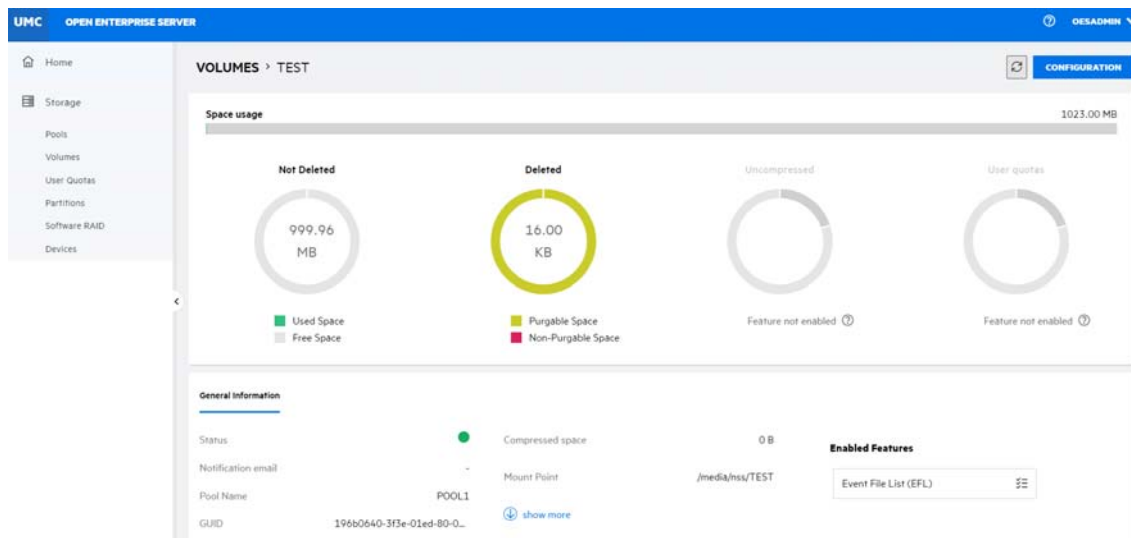 UMC OPEN ENTERPRISE SERVER
OESADMIN
Home
Storage
Pools
Volumes
User Quotas
Partitions
Software RAID
Devices
VOLUMES > TEST
CONFIGURATION
Space usage 1023.00 MB
Not Deleted
999.96
MB
Used Space
Free Space
Deleted
16.00
KB
Purgable Space
Non-Purgable Space
Uncompressed
Feature not enabled
User quotas
Feature not enabled
General Information
Status
Notification email -
Pool Name POOL1
GUID 196b0640-3f3e-01ed-80-0...
Compressed space 0 B
Mount Point /media/nss/TEST
show more
Enabled Features
Event File List (EFL)